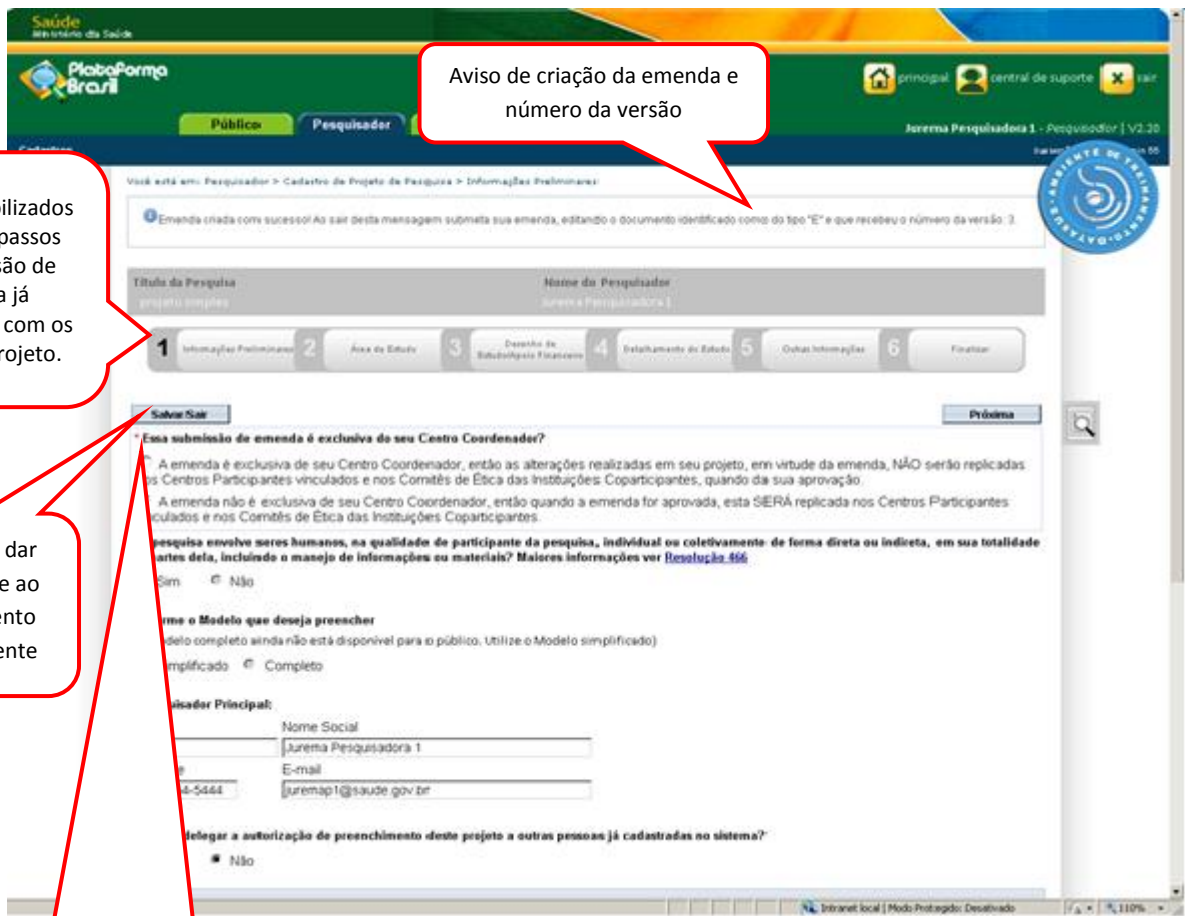 Saúde
Ministério da Saúde
Plataforma
Brasil
principal
central de suporte
sair
Aviso de criação da emenda e
número da versão
Público
Pesquisador
Jurema Pesquisadora 1 - Pesquisador | V2.20
Cadastros
Você está em: Pesquisador > Cadastro de Projeto de Pesquisa > Informações Preliminares
Emenda criada com sucesso! Ao sair desta mensagem submeta sua emenda, editando o documento identificado como do tipo "E" e que recebeu o número da versão: 3.
AMBIENTE DE TREINAMENTO
DATASUS
ilizados
passos
são de
a já
com os
rojeto.
Título da Pesquisa
Nome do Pesquisador
projeto simples
Jurema Pesquisadora 1
1 Informações Preliminares
2 Área de Estudo
3 Desenho de
Estudo/Apoio Financeiro
4 Detalhamento do Estudo
5 Outras Informações
6 Finalizar
Salvar/Sair
Próxima
* Essa submissão de emenda é exclusiva do seu Centro Coordenador?
A emenda é exclusiva de seu Centro Coordenador, então as alterações realizadas em seu projeto, em virtude da emenda, NÃO serão replicadas
os Centros Participantes vinculados e nos Comitês de Ética das Instituições Coparticipantes, quando da sua aprovação.
A emenda não é exclusiva de seu Centro Coordenador, então quando a emenda for aprovada, esta SERÁ replicada nos Centros Participantes
culados e nos Comitês de Ética das Instituições Coparticipantes.
dar
e ao
ento
ente
pesquisa envolve seres humanos, na qualidade de participante da pesquisa, individual ou coletivamente de forma direta ou indireta, em sua totalidade
artes dela, incluindo o manejo de informações ou materiais? Maiores informações ver Resolução 466
Sim
Não
rme o Modelo que deseja preencher
delo completo ainda não está disponível para o público. Utilize o Modelo simplificado)
mplificado
Completo
uisador Principal:
Nome Social
Jurema Pesquisadora 1
e
E-mail
4-5444
juremap1@saude.gov.br
delegar a autorização de preenchimento deste projeto a outras pessoas já cadastradas no sistema?
Não
Intranet local | Modo Protegido: Desativado
110%